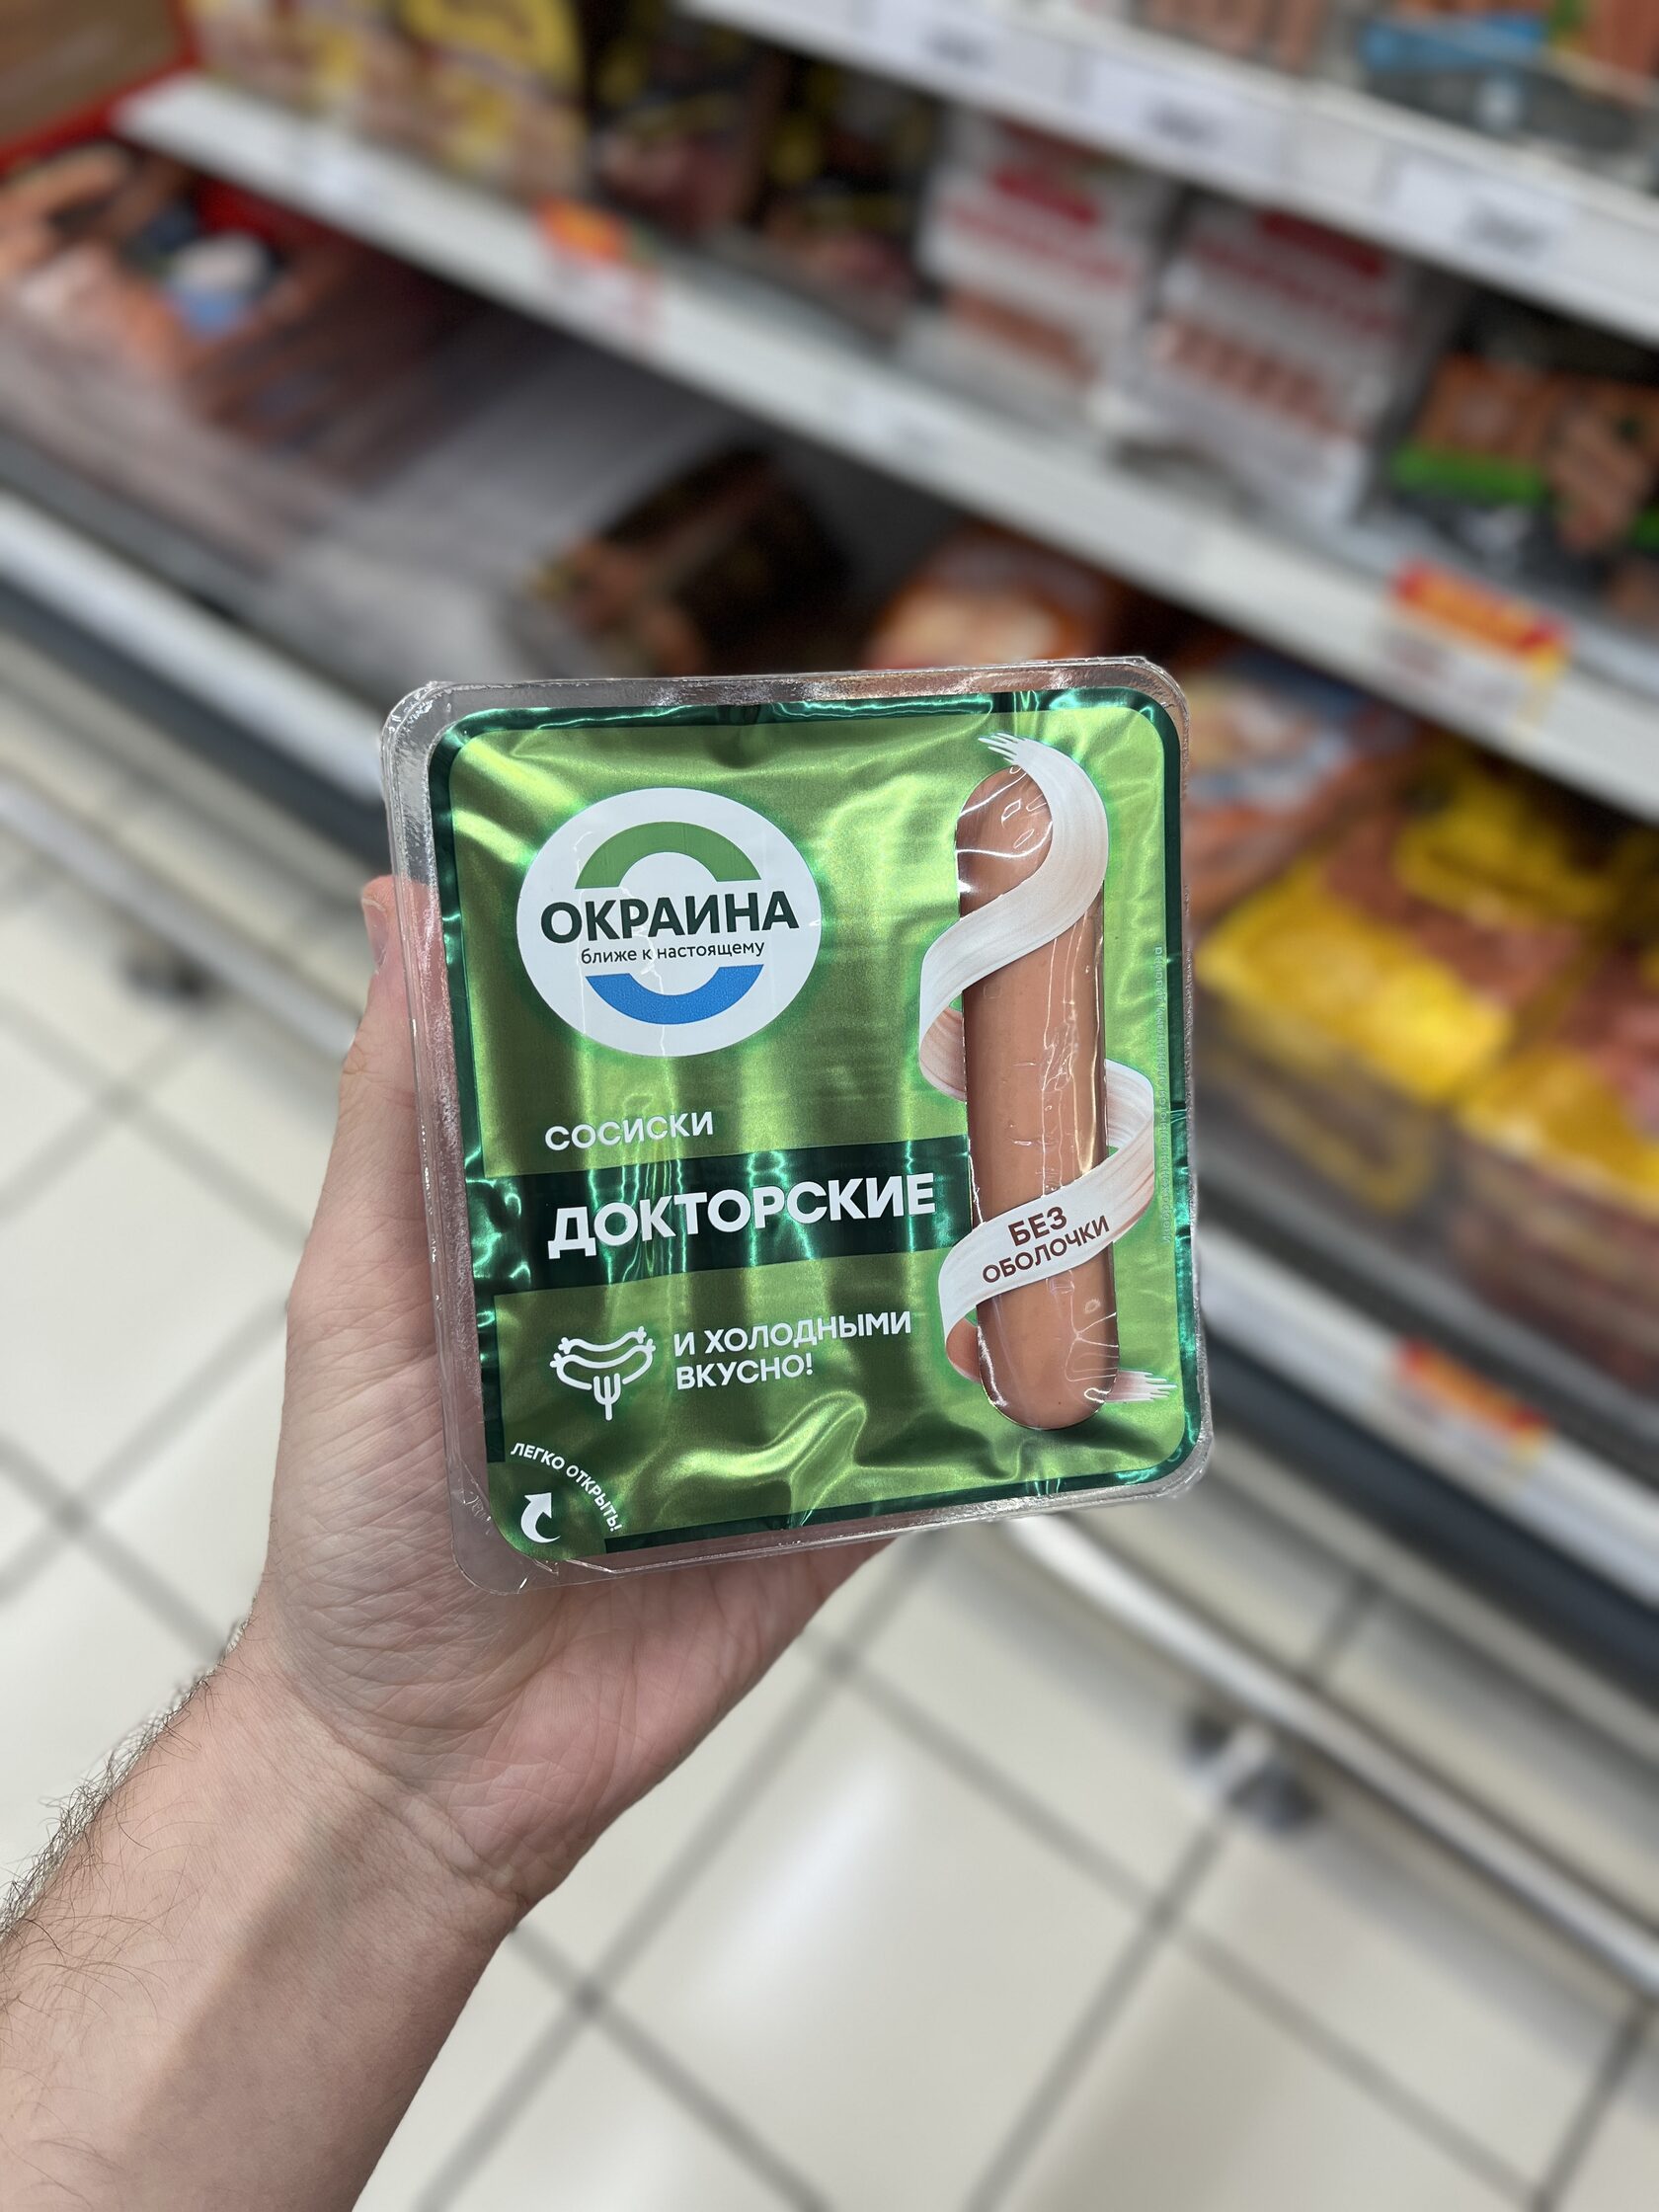 ОКРАИНА
ближе к настоящему
СОСИСКИ
ДОКТОРСКИЕ
БЕЗ
ОБОЛОЧКИ
И ХОЛОДНЫМИ
ВКУСНО!
ЛЕГКО ОТКРЫТЬ!